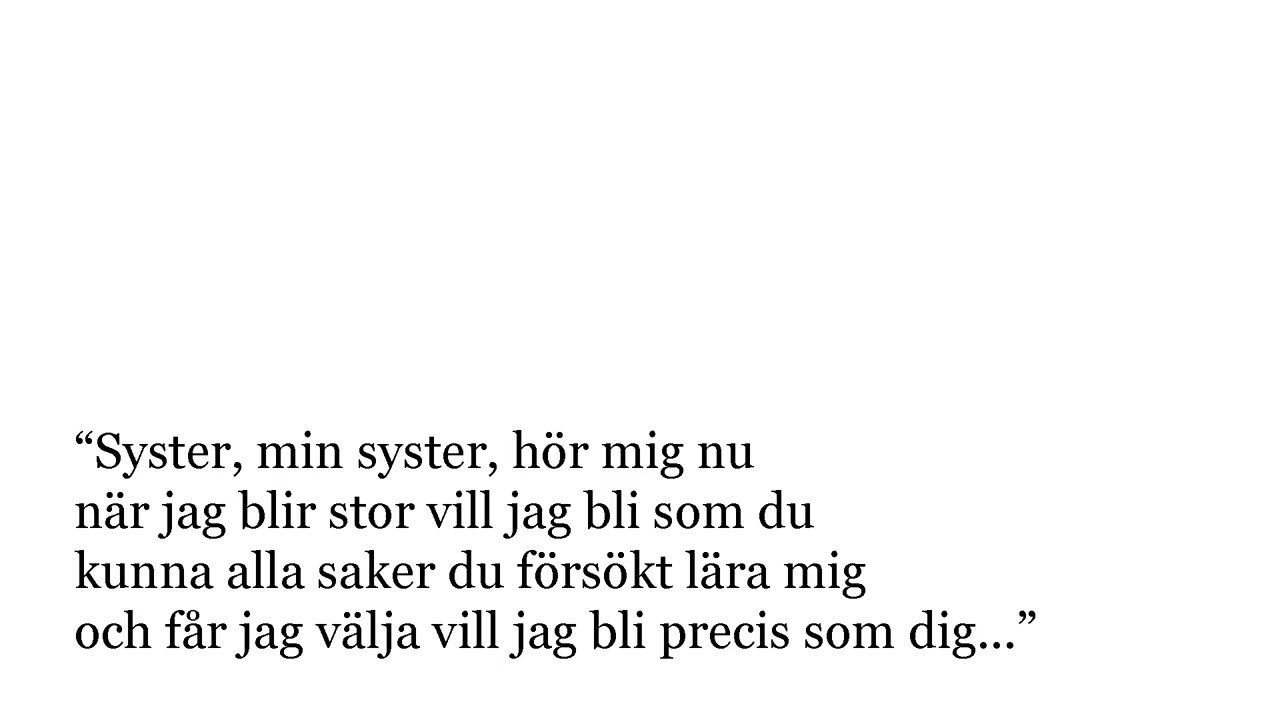 “Syster, min syster, hör mig nu
när jag blir stor vill jag bli som du
kunna alla saker du försökt lära mig
och får jag välja vill jag bli precis som dig...”